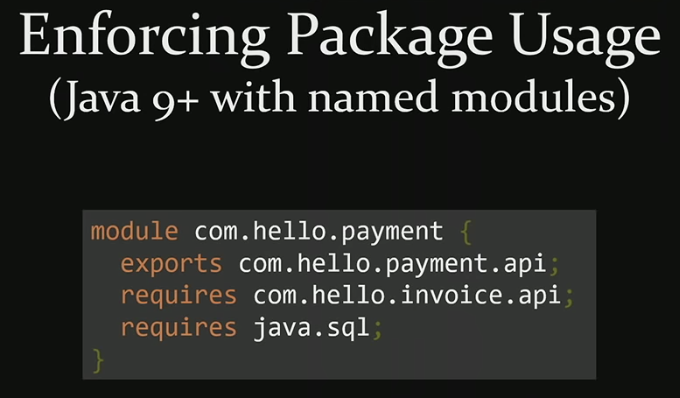 Enforcing Package Usage
(Java 9+ with named modules)
module com.hello.payment {
  exports com.hello.payment.api;
  requires com.hello.invoice.api;
  requires java.sql;
}